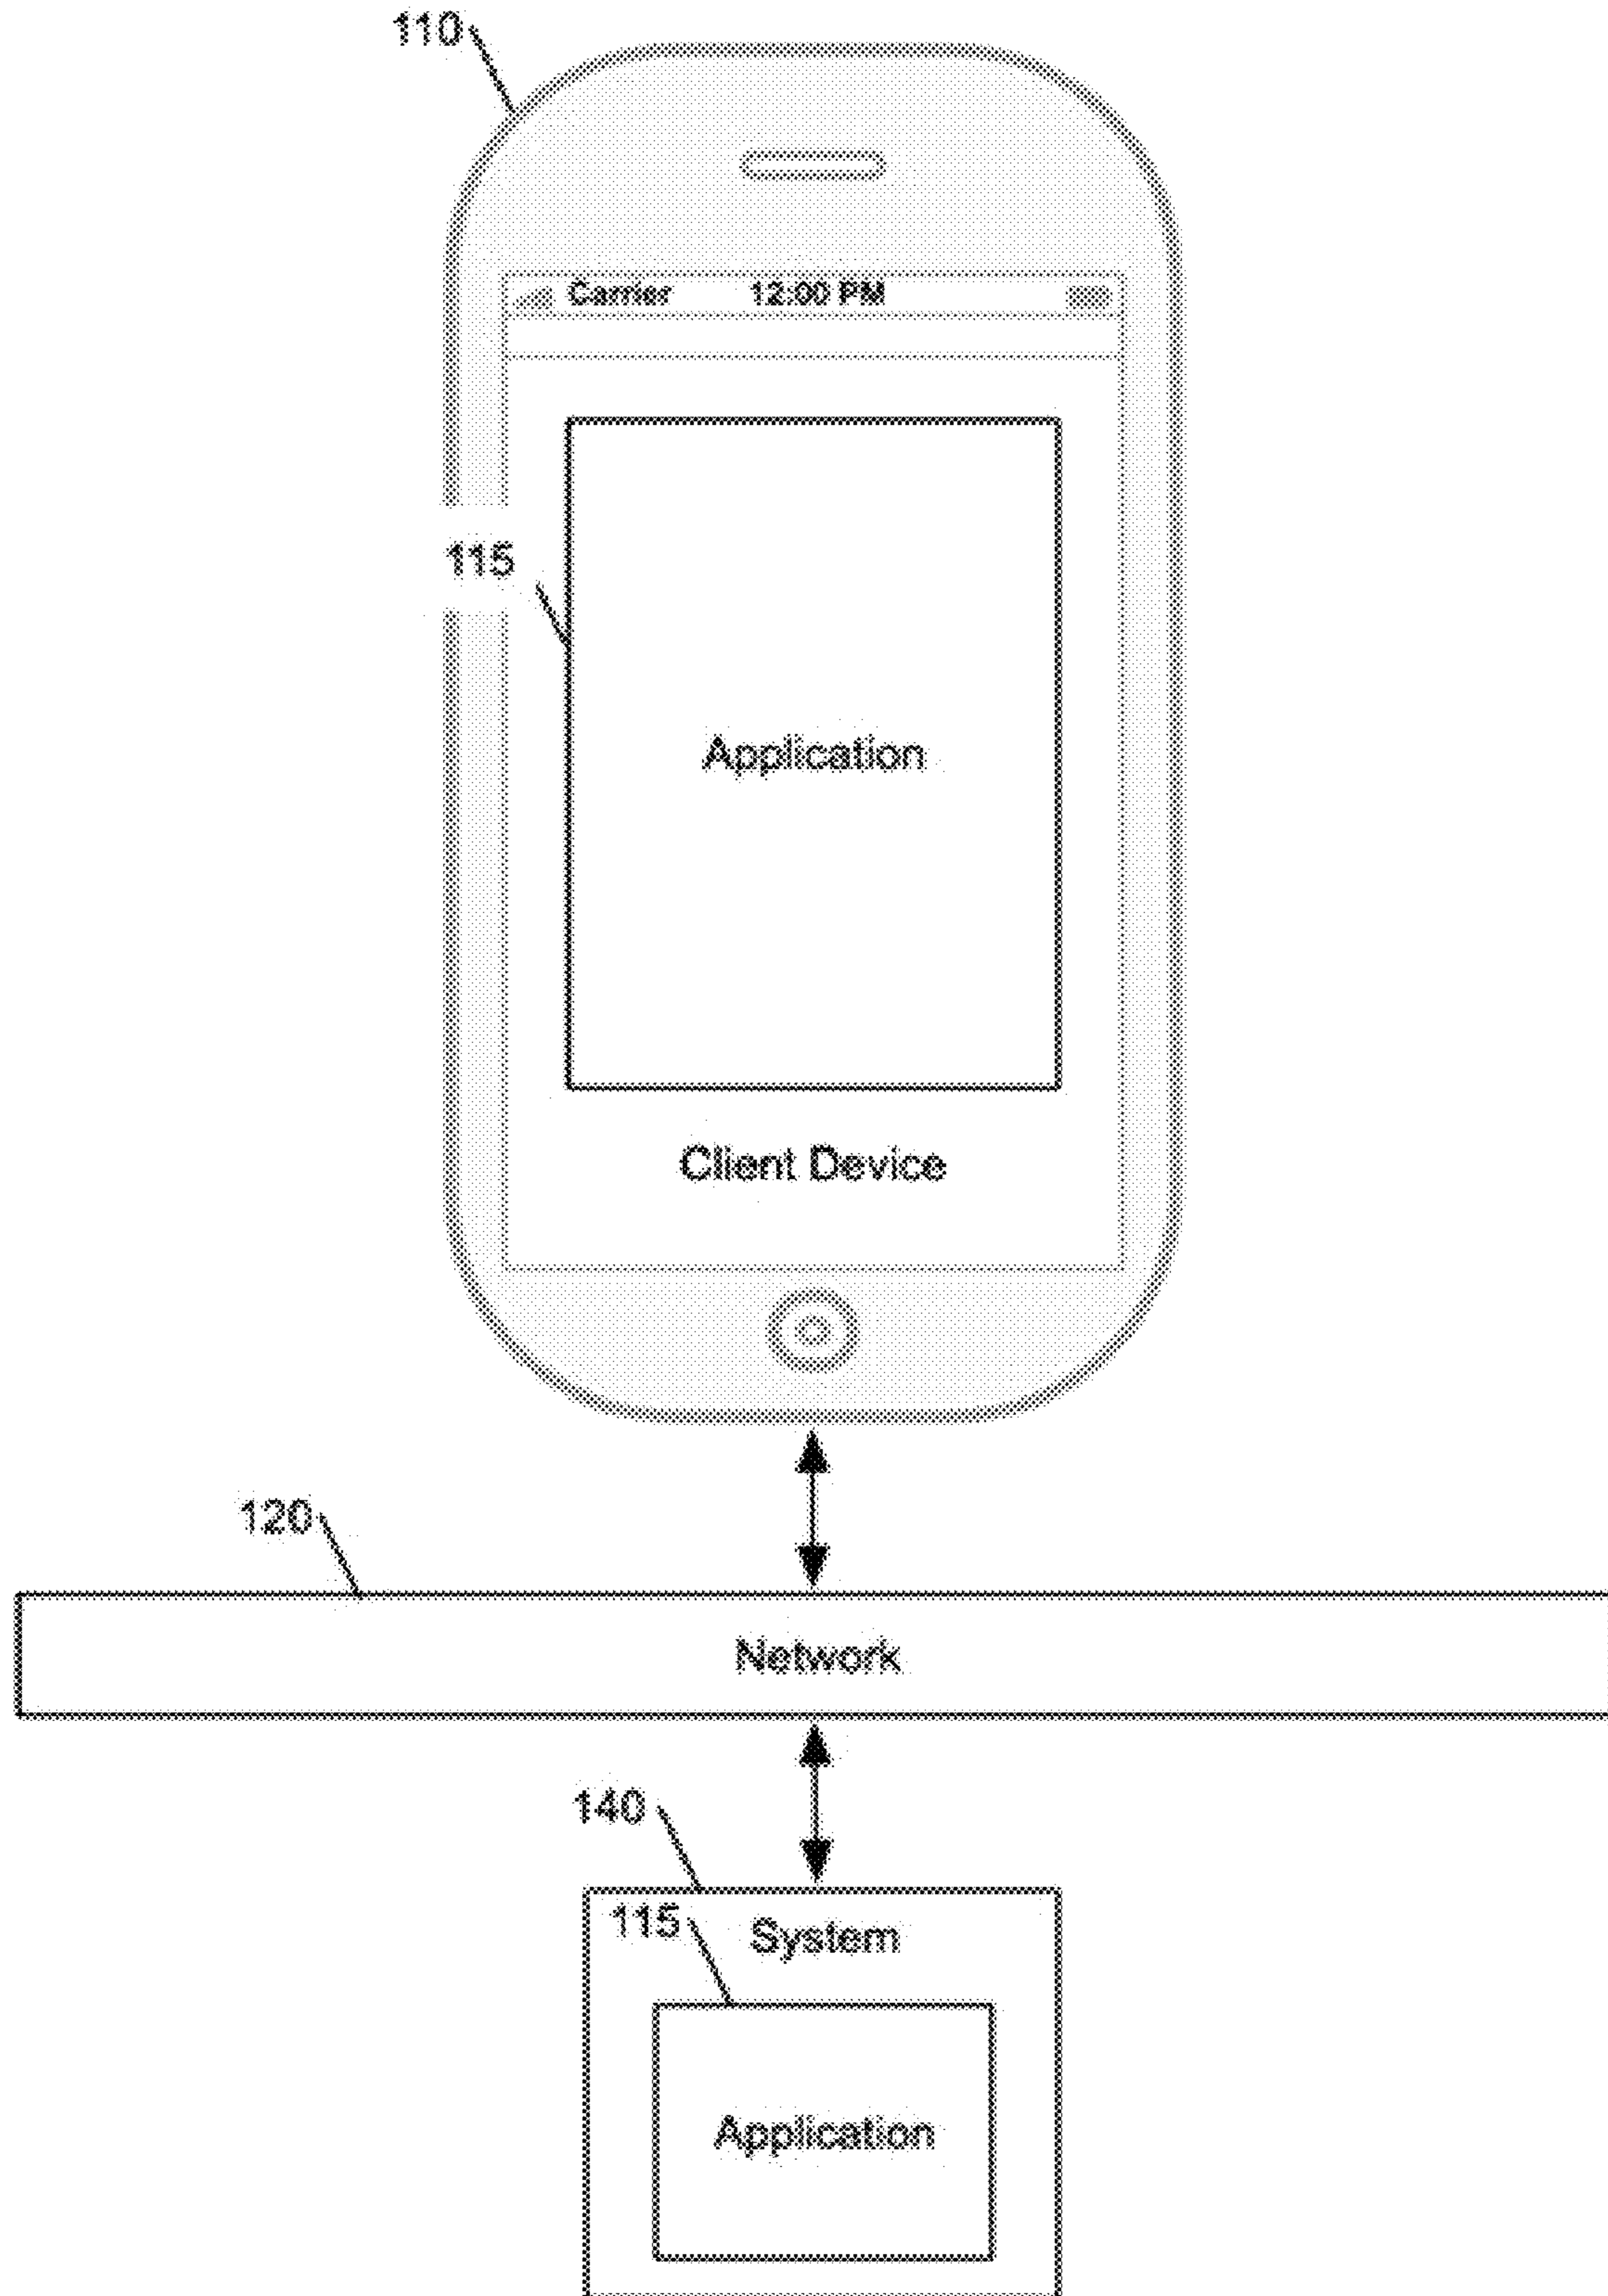 110
Carrier 12:00 PM
115
Application
Client Device
120
Network
140
115 System
Application